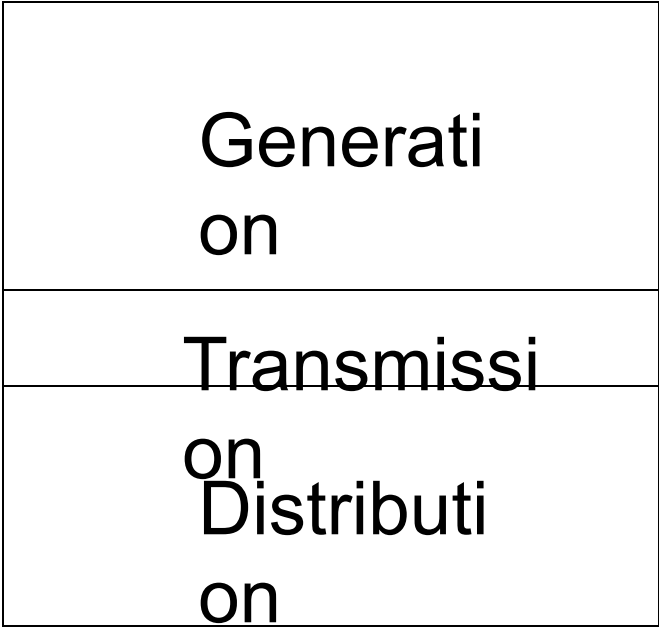 Generati
on
Transmissi
on
Distributi
on